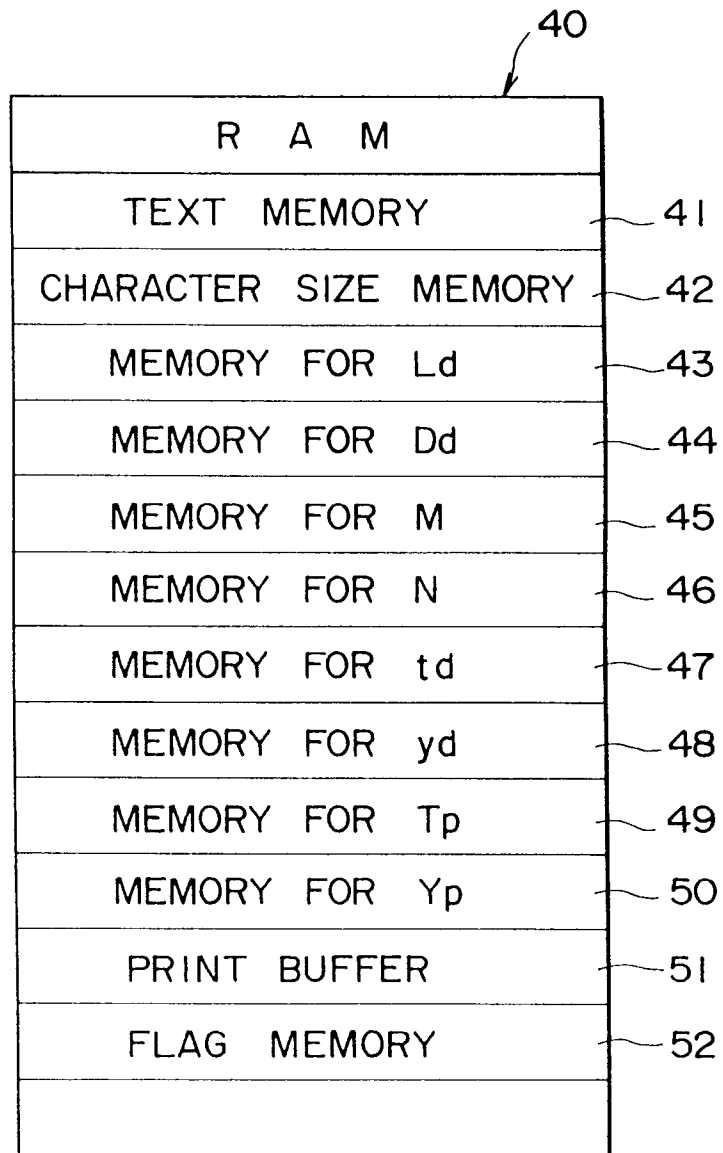 40
R A M
TEXT MEMORY 41
CHARACTER SIZE MEMORY 42
MEMORY FOR Ld 43
MEMORY FOR Dd 44
MEMORY FOR M 45
MEMORY FOR N 46
MEMORY FOR td 47
MEMORY FOR yd 48
MEMORY FOR Tp 49
MEMORY FOR Yp 50
PRINT BUFFER 51
FLAG MEMORY 52